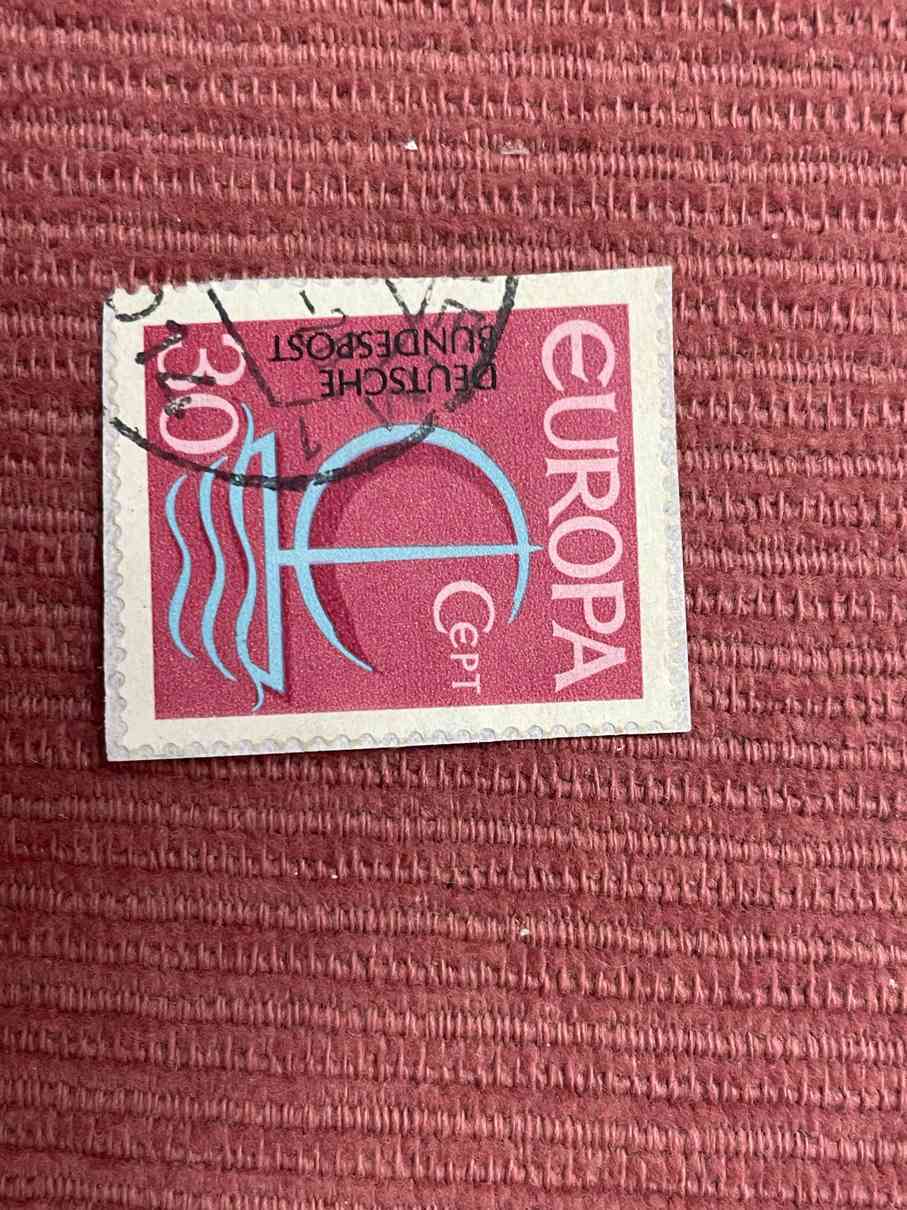 EUROPA
CEPT
DEUTSCHE
BUNDESPOST
30